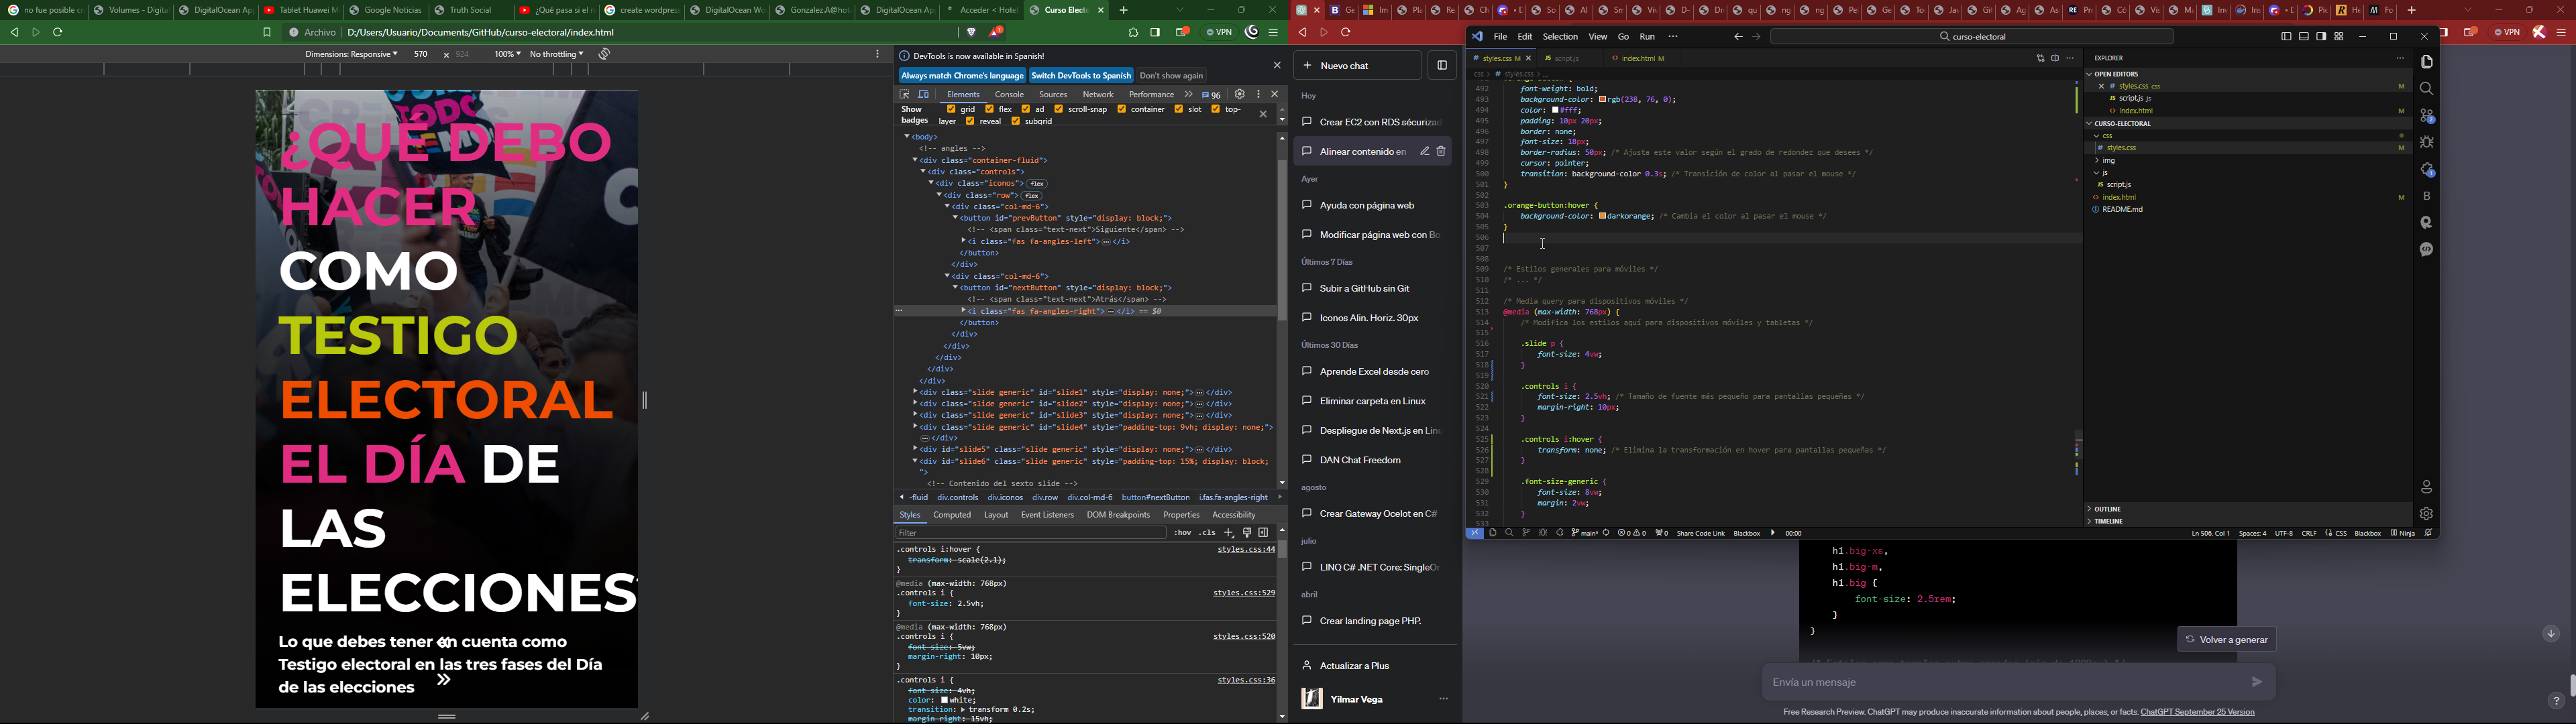 no fue posible cr
Volumes - Digita
DigitalOcean App
Tablet Huawei M
Google Noticias
Truth Social
¿Qué pasa si el r
create wordpres
DigitalOcean Wo
Gonzalez.A@hot
DigitalOcean App
Acceder < Hotel
Curso Electo
Archivo
D:/Users/Usuario/Documents/GitHub/curso-electoral/index.html
VPN
Dimensions: Responsive
570 × 924
100%
No throttling
¿QUÉ DEBO
HACER
COMO
TESTIGO
ELECTORAL
EL DÍA DE
LAS
ELECCIONES
Lo que debes tener en cuenta como
Testigo electoral en las tres fases del Día
de las elecciones
DevTools is now available in Spanish!
Always match Chrome's language
Switch DevTools to Spanish
Don't show again
Elements
Console
Sources
Network
Performance
96
Show badges
grid
flex
ad
scroll-snap
container
slot
top-layer
reveal
subgrid
<body>
<!-- angles -->
<div class="container-fluid">
<div class="controls">
<div class="iconos"> flex
<div class="row"> flex
<div class="col-md-6">
<button id="prevButton" style="display: block;">
<!-- <span class="text-next">Siguiente</span> -->
<i class="fas fa-angles-left"> </i>
</button>
</div>
<div class="col-md-6">
<button id="nextButton" style="display: block;">
<!-- <span class="text-next">Atrás</span> -->
<i class="fas fa-angles-right"> </i> == $0
</button>
</div>
</div>
</div>
</div>
</div>
<div class="slide generic" id="slide1" style="display: none;"> </div>
<div class="slide generic" id="slide2" style="display: none;"> </div>
<div class="slide generic" id="slide3" style="display: none;"> </div>
<div class="slide generic" id="slide4" style="padding-top: 9vh; display: none;">
</div>
<div id="slide5" class="slide generic" style="display: none;"> </div>
<div id="slide6" class="slide generic" style="padding-top: 15%; display: block;
">
<!-- Contenido del sexto slide -->
-fluid div.controls div.iconos div.row div.col-md-6 button#nextButton i.fas.fa-angles-right
Styles
Computed
Layout
Event Listeners
DOM Breakpoints
Properties
Accessibility
Filter
:hov .cls
.controls i:hover {
styles.css:44
transform: scale(2.1);
}
@media (max-width: 768px)
.controls i {
styles.css:529
font-size: 2.5vh;
}
@media (max-width: 768px)
.controls i {
styles.css:520
font-size: 5vw;
margin-right: 10px;
}
.controls i {
styles.css:36
font-size: 4vh;
color: white;
transition: transform 0.2s;
margin-right: 15vh;
Nuevo chat
Hoy
Crear EC2 con RDS sécurizad
Alinear contenido en
Ayer
Ayuda con página web
Modificar página web con Bo
Últimos 7 Días
Subir a GitHub sin Git
Iconos Alin. Horiz. 30px
Últimos 30 Días
Aprende Excel desde cero
Eliminar carpeta en Linux
Despliegue de Next.js en Linu
DAN Chat Freedom
agosto
Crear Gateway Ocelot en C#
julio
LINQ C# .NET Core: SingleOr
abril
Crear landing page PHP.
Actualizar a Plus
Yilmar Vega
File Edit Selection View Go Run
curso-electoral
styles.css M
script.js
index.html M
css > styles.css > ...
492 font-weight: bold;
493 background-color: rgb(238, 76, 0);
494 color: #fff;
495 padding: 10px 20px;
496 border: none;
497 font-size: 18px;
498 border-radius: 50px; /* Ajusta este valor según el grado de redondez que desees */
499 cursor: pointer;
500 transition: background-color 0.3s; /* Transición de color al pasar el mouse */
501 }
502
503 .orange-button:hover {
504 background-color: darkorange; /* Cambia el color al pasar el mouse */
505 }
506
507
508
509 /* Estilos generales para móviles */
510 /* ... */
511
512 /* Media query para dispositivos móviles */
513 @media (max-width: 768px) {
514 /* Modifica los estilos aquí para dispositivos móviles y tabletas */
515
516 .slide p {
517 font-size: 4vw;
518 }
519
520 .controls i {
521 font-size: 2.5vh; /* Tamaño de fuente más pequeño para pantallas pequeñas */
522 margin-right: 10px;
523 }
524
525 .controls i:hover {
526 transform: none; /* Elimina la transformación en hover para pantallas pequeñas */
527 }
528
529 .font-size-generic {
530 font-size: 8vw;
531 margin: 2vw;
532 }
533
EXPLORER
OPEN EDITORS
styles.css css M
script.js js
index.html M
CURSO-ELECTORAL
css
styles.css M
img
js
script.js
index.html M
README.md
OUTLINE
TIMELINE
main*
0 0
0
Share Code Link
Blackbox
00:00
Ln 506, Col 1
Spaces: 4
UTF-8
CRLF
CSS
Blackbox
Ninja
h1.big-xs,
h1.big-m,
h1.big {
font-size: 2.5rem;
}
}
Volver a generar
Envía un mensaje
Free Research Preview. ChatGPT may produce inaccurate information about people, places, or facts. ChatGPT September 25 Version